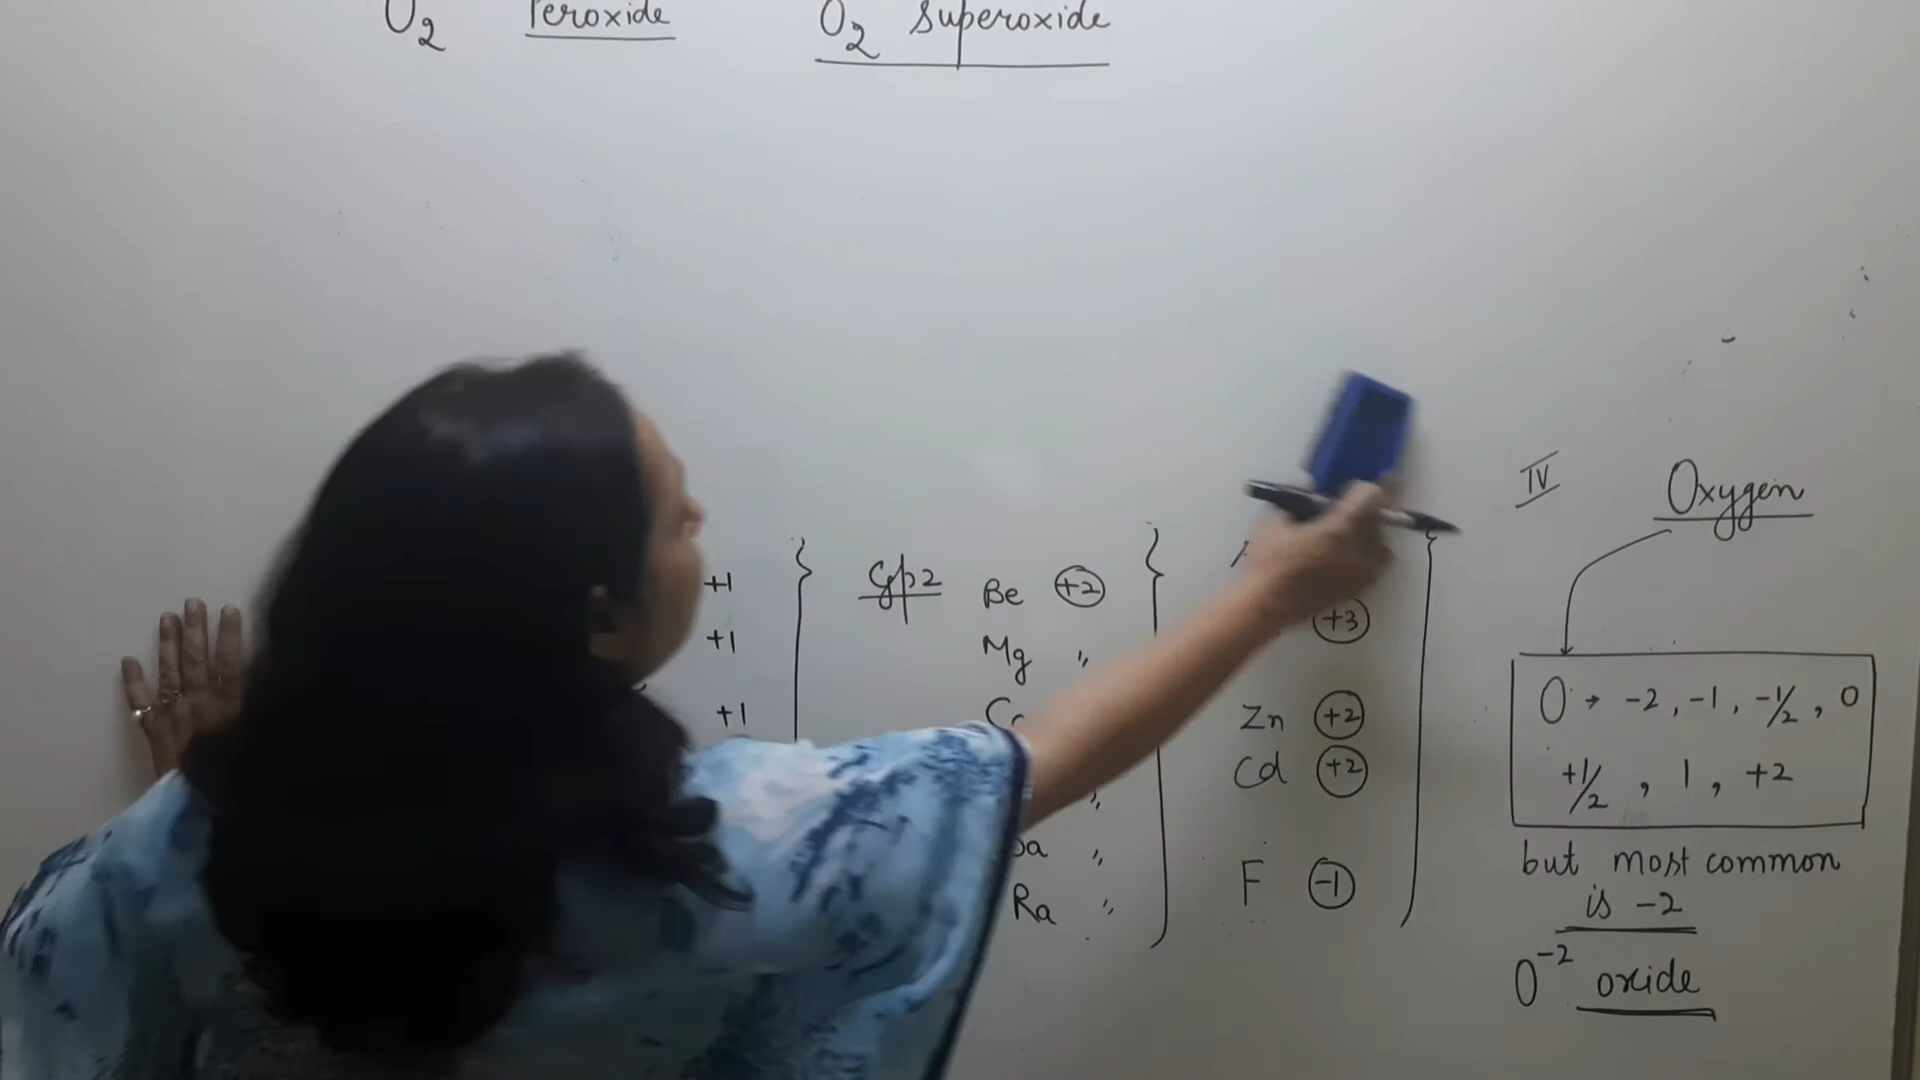 O2 Peroxide O2 Superoxide
+1
+1
+1
Gp2 Be +2
Mg "
"
"
Ra "
+3
Zn +2
Cd +2
F -1
IV Oxygen
O → -2, -1, -1/2, 0
+1/2, 1, +2
but most common
is -2
O-2 oxide